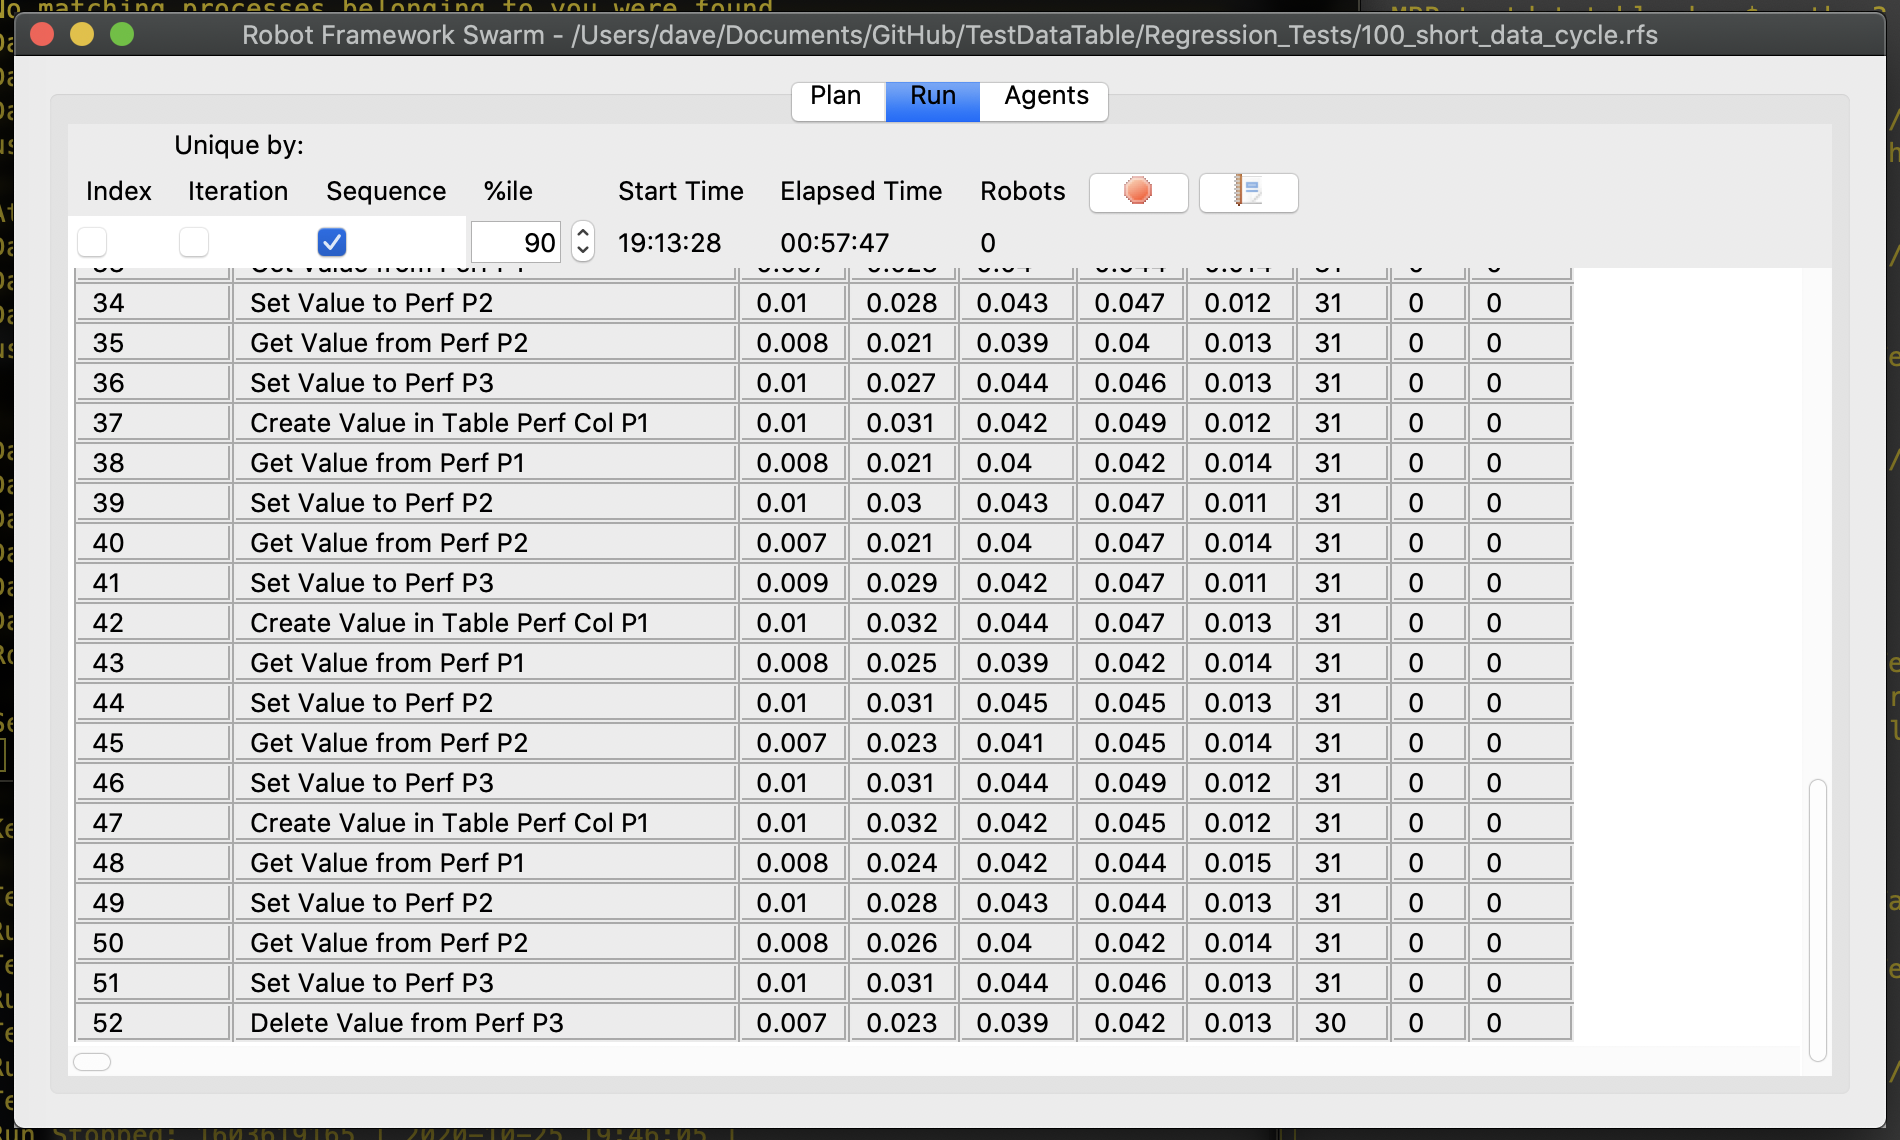 No matching processes belonging to you were found
Robot Framework Swarm - /Users/dave/Documents/GitHub/TestDataTable/Regression_Tests/100_short_data_cycle.rfs
Plan Run Agents
Unique by:
Index Iteration Sequence %ile Start Time Elapsed Time Robots
90 19:13:28 00:57:47 0
34 Set Value to Perf P2 0.01 0.028 0.043 0.047 0.012 31 0 0
35 Get Value from Perf P2 0.008 0.021 0.039 0.04 0.013 31 0 0
36 Set Value to Perf P3 0.01 0.027 0.044 0.046 0.013 31 0 0
37 Create Value in Table Perf Col P1 0.01 0.031 0.042 0.049 0.012 31 0 0
38 Get Value from Perf P1 0.008 0.021 0.04 0.042 0.014 31 0 0
39 Set Value to Perf P2 0.01 0.03 0.043 0.047 0.011 31 0 0
40 Get Value from Perf P2 0.007 0.021 0.04 0.047 0.014 31 0 0
41 Set Value to Perf P3 0.009 0.029 0.042 0.047 0.011 31 0 0
42 Create Value in Table Perf Col P1 0.01 0.032 0.044 0.047 0.013 31 0 0
43 Get Value from Perf P1 0.008 0.025 0.039 0.042 0.014 31 0 0
44 Set Value to Perf P2 0.01 0.031 0.045 0.045 0.013 31 0 0
45 Get Value from Perf P2 0.007 0.023 0.041 0.045 0.014 31 0 0
46 Set Value to Perf P3 0.01 0.031 0.044 0.049 0.012 31 0 0
47 Create Value in Table Perf Col P1 0.01 0.032 0.042 0.045 0.012 31 0 0
48 Get Value from Perf P1 0.008 0.024 0.042 0.044 0.015 31 0 0
49 Set Value to Perf P2 0.01 0.028 0.043 0.044 0.013 31 0 0
50 Get Value from Perf P2 0.008 0.026 0.04 0.042 0.014 31 0 0
51 Set Value to Perf P3 0.01 0.031 0.044 0.046 0.013 31 0 0
52 Delete Value from Perf P3 0.007 0.023 0.039 0.042 0.013 30 0 0
Run Stopped: 1603619165 [ 2020-10-25 19:46:05 ]